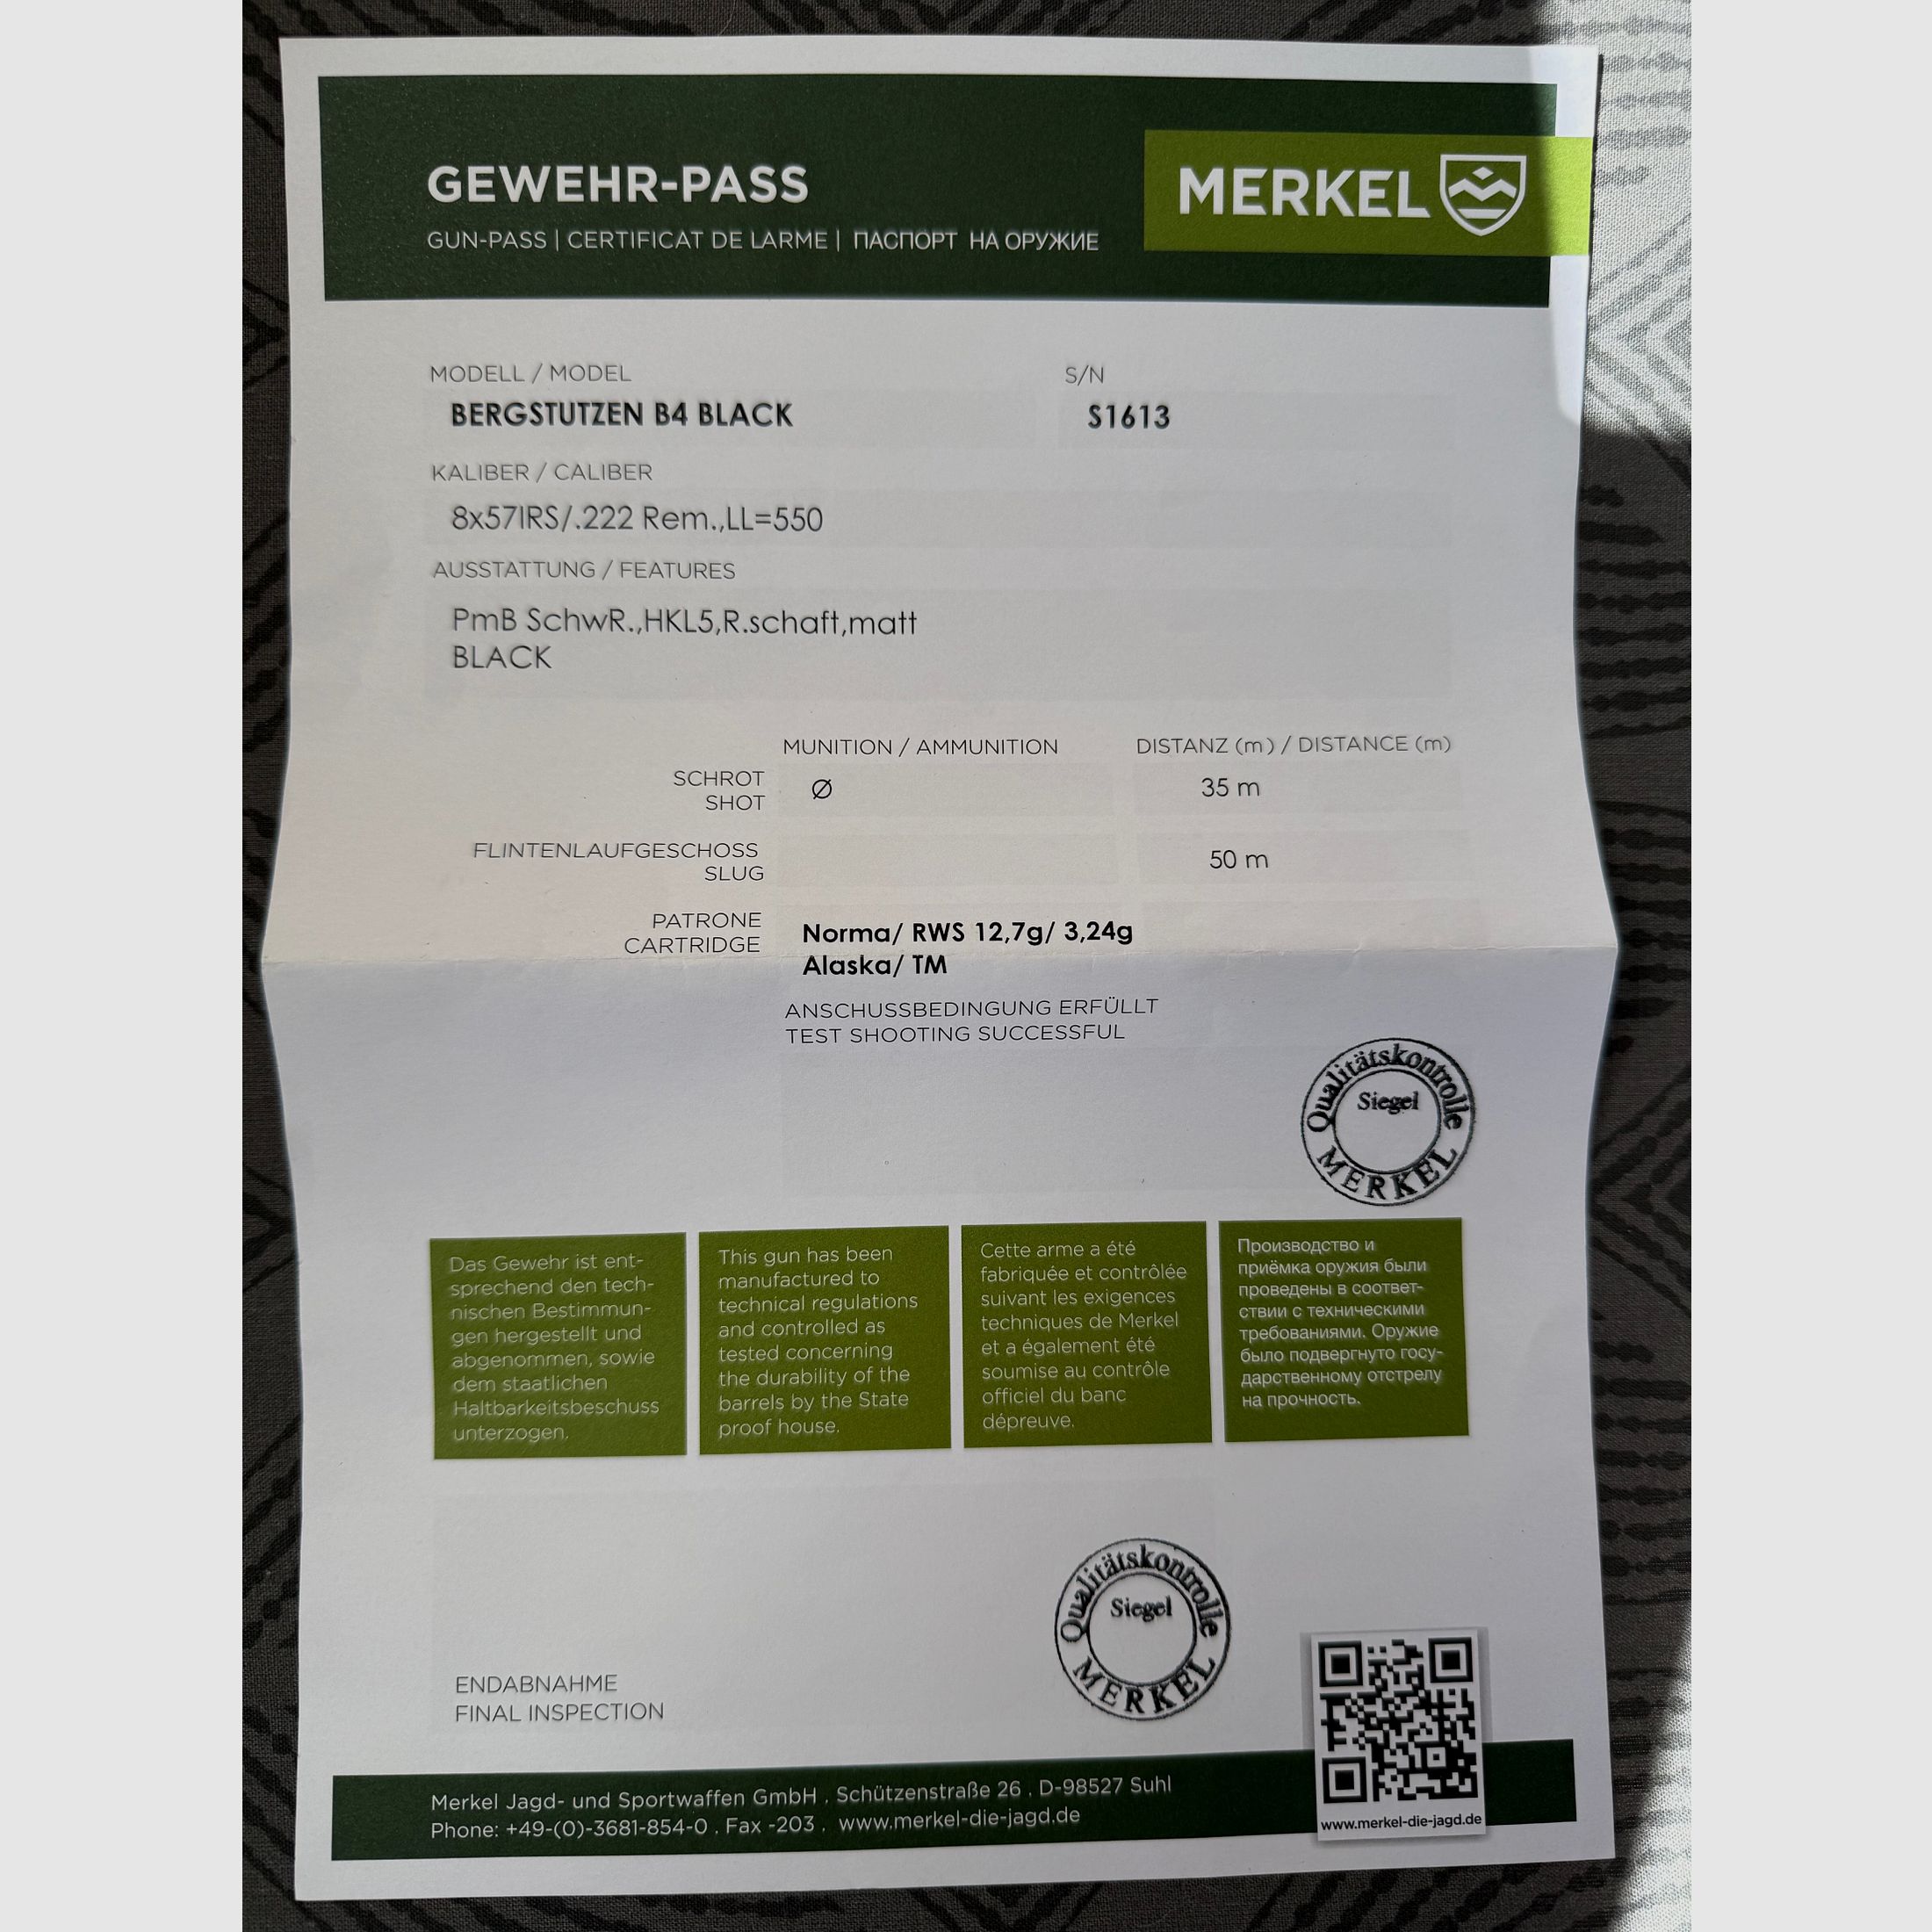 GEWEHR-PASS
MERKEL
GUN-PASS | CERTIFICAT DE LARME | ПАСПОРТ НА ОРУЖИЕ
MODELL / MODEL
S/N
BERGSTUTZEN B4 BLACK
S1613
KALIBER / CALIBER
8x57IRS/.222 Rem.,LL=550
AUSSTATTUNG / FEATURES
PmB SchwR.,HKL5,R.schaft,matt
BLACK
MUNITION / AMMUNITION
DISTANZ (m) / DISTANCE (m)
SCHROT
SHOT
Ø
35 m
FLINTENLAUFGESCHOSS
SLUG
50 m
PATRONE
CARTRIDGE
Norma/ RWS 12,7g/ 3,24g
Alaska/ TM
ANSCHUSSBEDINGUNG ERFÜLLT
TEST SHOOTING SUCCESSFUL
Qualitätskontrolle
Siegel
MERKEL
Das Gewehr ist ent-
sprechend den tech-
nischen Bestimmun-
gen hergestellt und
abgenommen, sowie
dem staatlichen
Haltbarkeitsbeschuss
unterzogen.
This gun has been
manufactured to
technical regulations
and controlled as
tested concerning
the durability of the
barrels by the State
proof house.
Cette arme a été
fabriquée et contrôlée
suivant les exigences
techniques de Merkel
et a également été
soumise au contrôle
officiel du banc
dépreuve.
Производство и
приёмка оружия были
проведены в соответ-
ствии с техническими
требованиями. Оружие
было подвергнуто госу-
дарственному отстрелу
на прочность.
Qualitätskontrolle
Siegel
MERKEL
ENDABNAHME
FINAL INSPECTION
Merkel Jagd- und Sportwaffen GmbH . Schützenstraße 26 . D-98527 Suhl
Phone: +49-(0)-3681-854-0 . Fax -203 . www.merkel-die-jagd.de
www.merkel-die-jagd.de